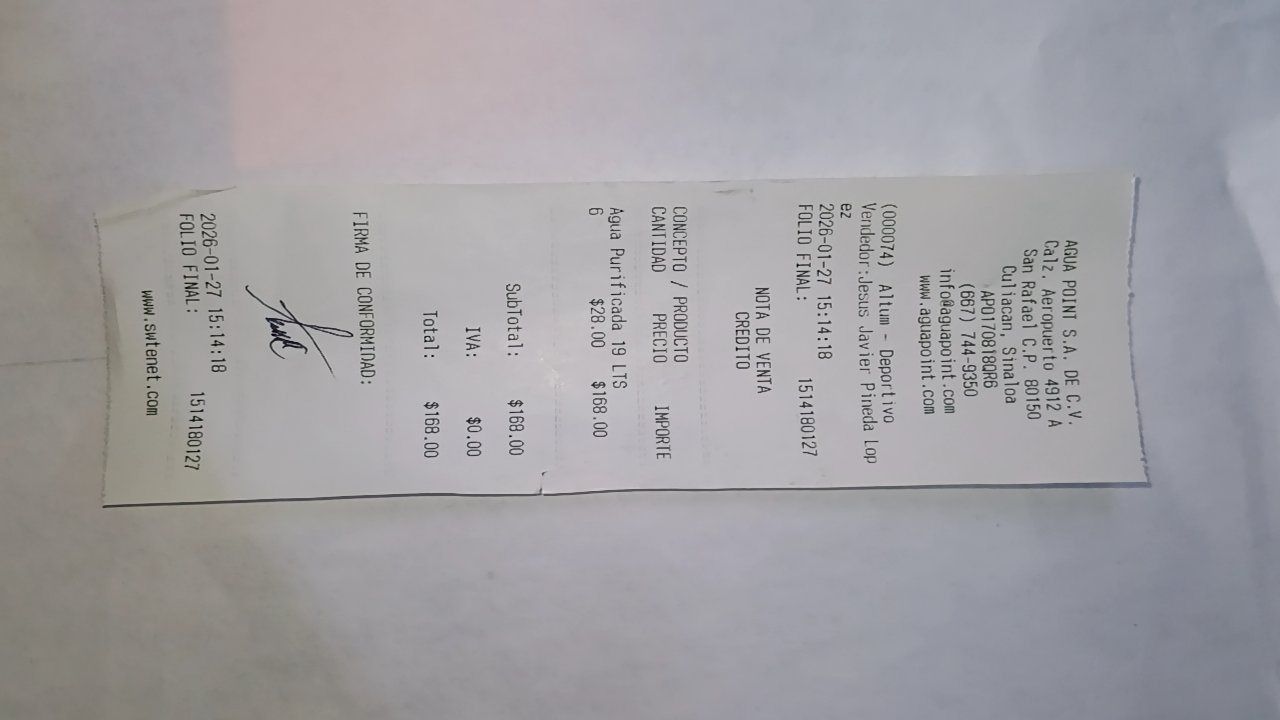 AGUA POINT S.A. DE C.V.
Calz. Aeropuerto 4912 A
San Rafael C.P. 80150
Culiacan, Sinaloa
APO170818QR6
(667) 744-9350
info@aguapoint.com
www.aguapoint.com
(000074) Altum - Deportivo
Vendedor:Jesus Javier Pineda Lop
ez
2026-01-27 15:14:18
FOLIO FINAL: 1514180127
NOTA DE VENTA
CREDITO
CONCEPTO / PRODUCTO
CANTIDAD PRECIO IMPORTE
Agua Purificada 19 LTS
6 $28.00 $168.00
SubTotal: $168.00
IVA: $0.00
Total: $168.00
FIRMA DE CONFORMIDAD:
2026-01-27 15:14:18
FOLIO FINAL: 1514180127
www.swtenet.com